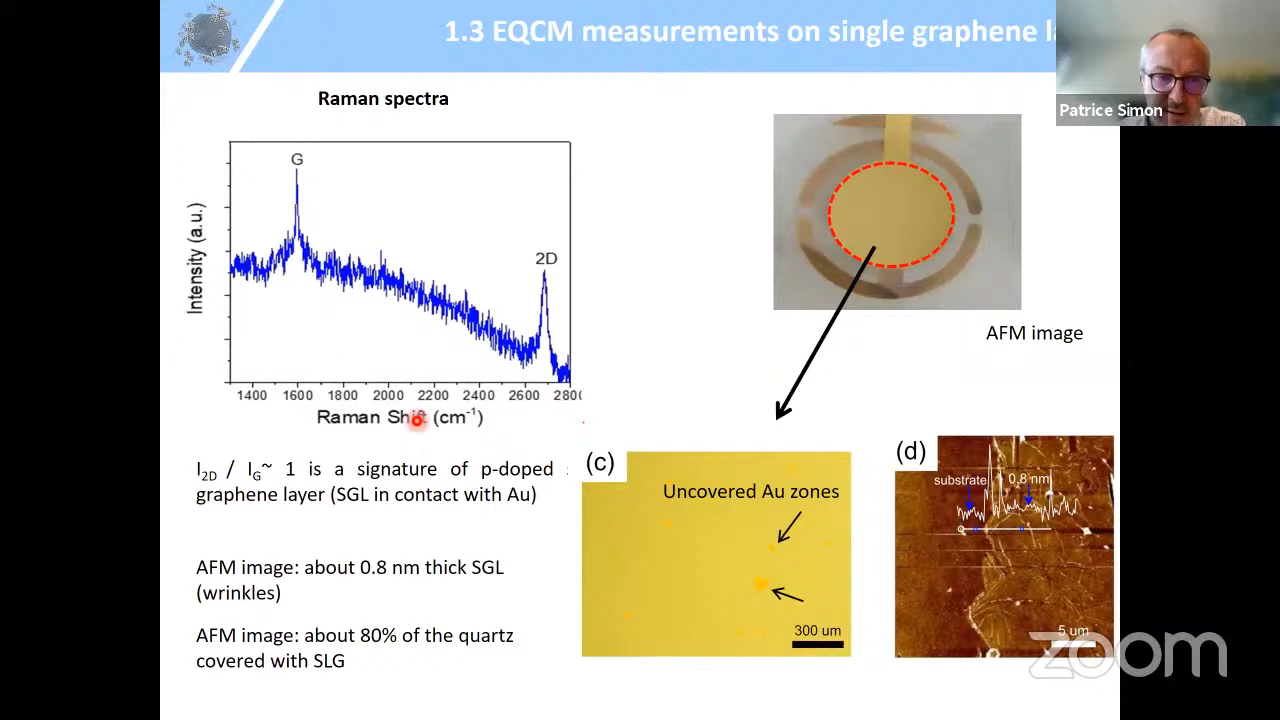 1.3 EQCM measurements on single graphene
Patrice Simon
Raman spectra
G
2D
Intensity (a.u.)
1400 1600 1800 2000 2200 2400 2600 2800
Raman Shift (cm⁻¹)
AFM image
I2D / IG~ 1 is a signature of p-doped
graphene layer (SGL in contact with Au)
AFM image: about 0.8 nm thick SGL
(wrinkles)
AFM image: about 80% of the quartz
covered with SLG
(c)
Uncovered Au zones
300 um
(d)
substrate
0.8 nm
5 um
zoom